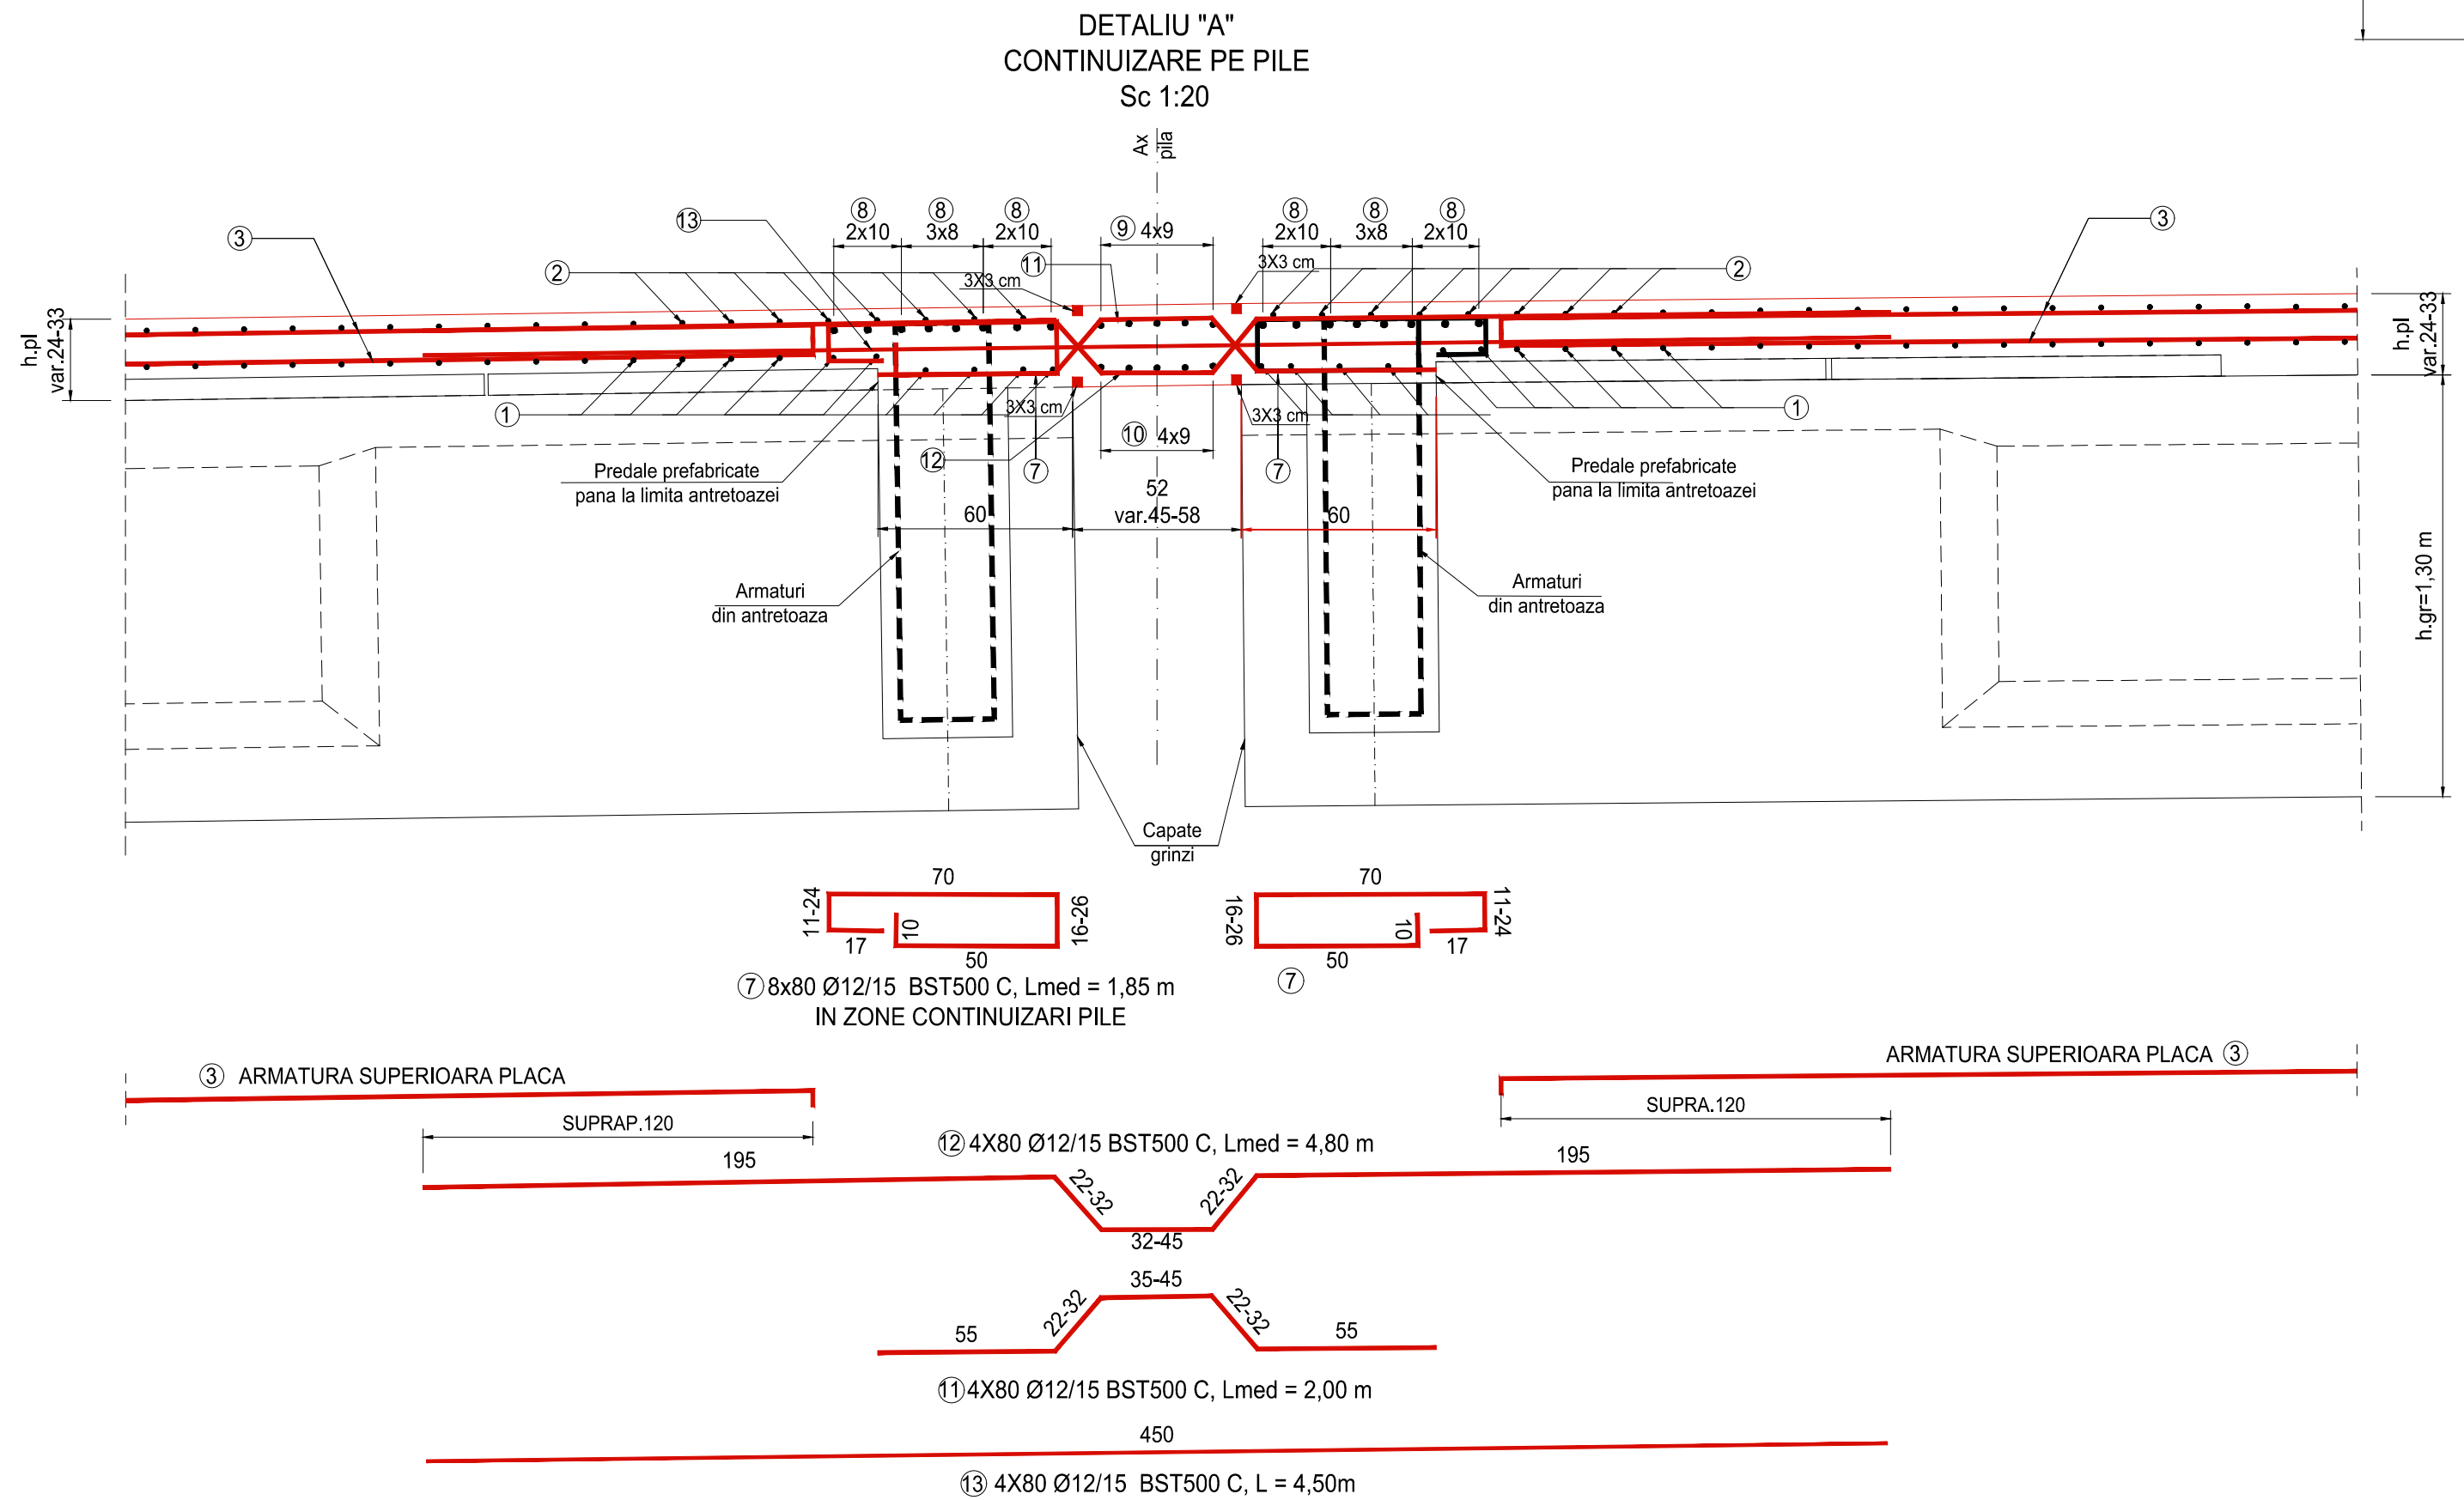 DETALIU "A"
CONTINUIZARE PE PILE
Sc 1:20
Ax
pila
13
8
8
8
2x10
3x8
2x10
9 4x9
8
8
8
2x10
3x8
2x10
3
3
2
11
3X3 cm
3X3 cm
2
h.pl
var.24-33
h.pl
var.24-33
1
3X3 cm
3X3 cm
1
10 4x9
12
7
7
Predale prefabricate
pana la limita antretoazei
Predale prefabricate
pana la limita antretoazei
52
var.45-58
60
60
Armaturi
din antretoaza
Armaturi
din antretoaza
h.gr=1,30 m
Capate
grinzi
70
11-24
17
10
50
16-26
70
16-26
10
50
17
11-24
7 8x80 Ø12/15 BST500 C, Lmed = 1,85 m
IN ZONE CONTINUIZARI PILE
7
3 ARMATURA SUPERIOARA PLACA
ARMATURA SUPERIOARA PLACA 3
SUPRAP.120
SUPRA.120
12 4X80 Ø12/15 BST500 C, Lmed = 4,80 m
195
195
22-32
22-32
32-45
35-45
22-32
22-32
55
55
11 4X80 Ø12/15 BST500 C, Lmed = 2,00 m
450
13 4X80 Ø12/15 BST500 C, L = 4,50m